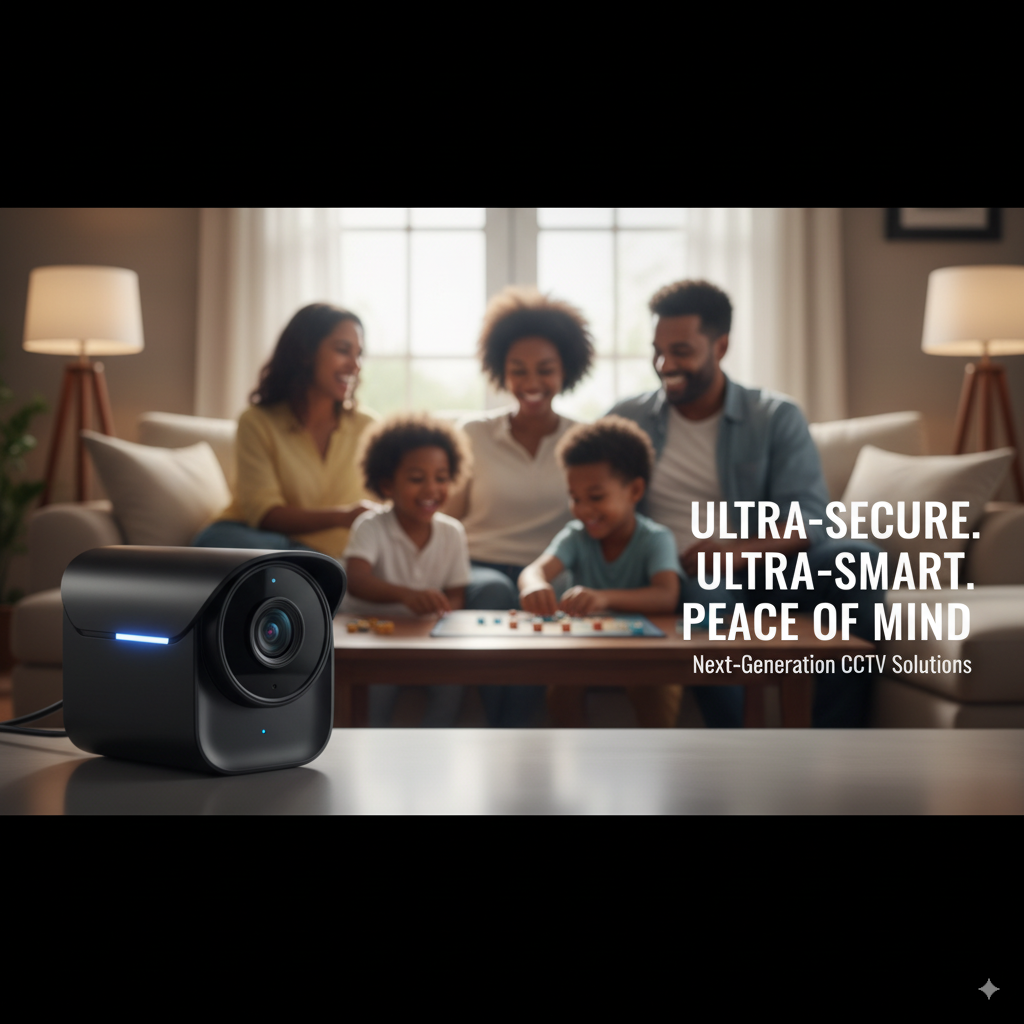 ULTRA-SECURE.
ULTRA-SMART.
PEACE OF MIND
Next-Generation CCTV Solutions